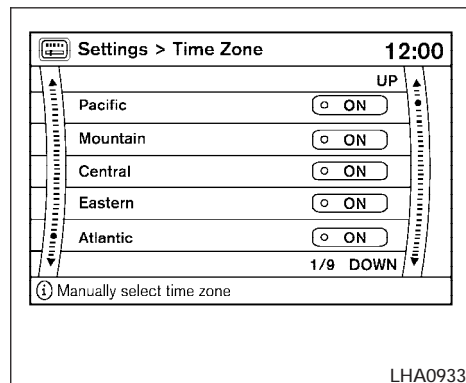 Settings > Time Zone 12:00
UP
Pacific ON
Mountain ON
Central ON
Eastern ON
Atlantic ON
1/9 DOWN
i Manually select time zone
LHA0933